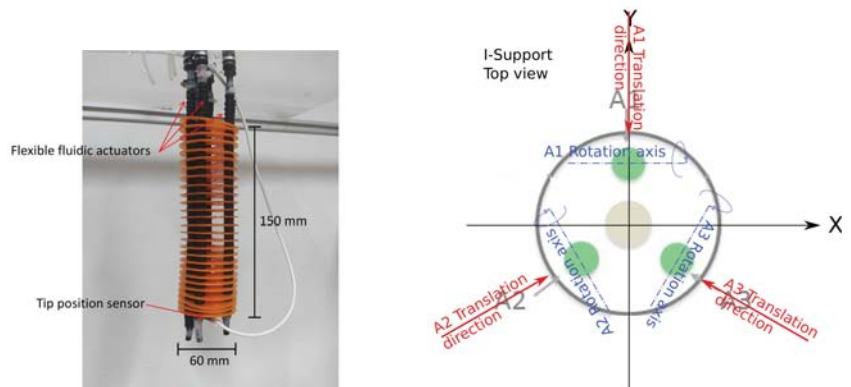 Flexible fluidic actuators
150 mm
Tip position sensor
60 mm
I-Support
Top view
Y
A1 Translation
direction
A1
A1 Rotation axis
X
A2 Rotation axis
A3 Rotation axis
A2 Translation
direction
A2
A3 Translation
direction
A3